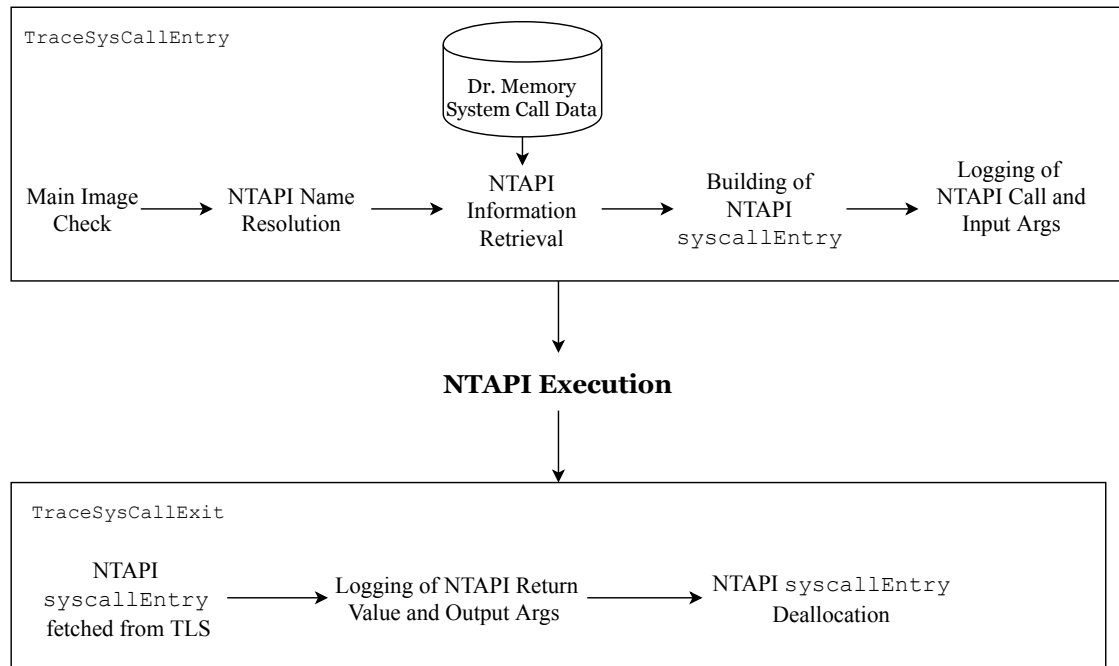 TraceSysCallEntry
Dr. Memory
System Call Data
Main Image
Check
NTAPI Name
Resolution
NTAPI
Information
Retrieval
Building of
NTAPI
syscallEntry
Logging of
NTAPI Call and
Input Args
NTAPI Execution
TraceSysCallExit
NTAPI
syscallEntry
fetched from TLS
Logging of NTAPI Return
Value and Output Args
NTAPI syscallEntry
Deallocation